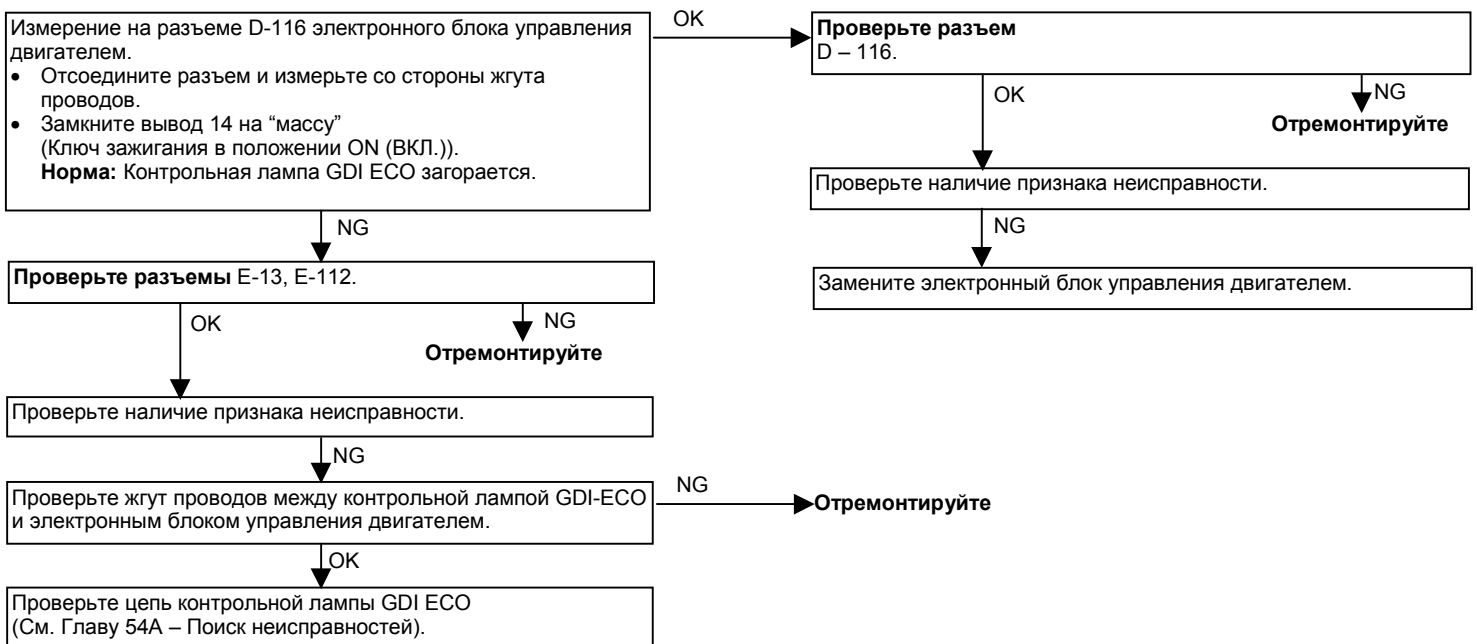 Измерение на разъеме D-116 электронного блока управления
двигателем.
• Отсоедините разъем и измерьте со стороны жгута
проводов.
• Замкните вывод 14 на “массу”
(Ключ зажигания в положении ON (ВКЛ.)).
Норма: Контрольная лампа GDI ECO загорается.
OK
Проверьте разъем
D – 116.
OK
NG
Отремонтируйте
Проверьте наличие признака неисправности.
NG
Замените электронный блок управления двигателем.
NG
Проверьте разъемы E-13, E-112.
OK
NG
Отремонтируйте
Проверьте наличие признака неисправности.
NG
Проверьте жгут проводов между контрольной лампой GDI-ECO
и электронным блоком управления двигателем.
NG
Отремонтируйте
OK
Проверьте цепь контрольной лампы GDI ECO
(См. Главу 54A – Поиск неисправностей).